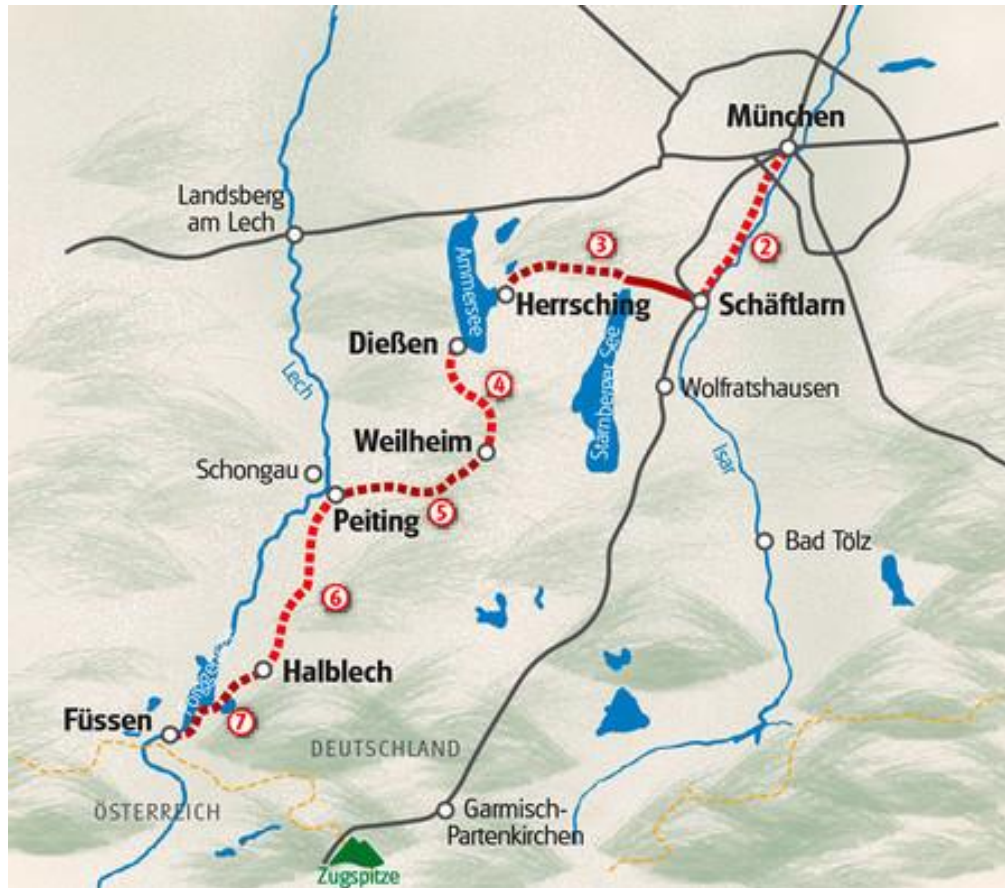 München
Landsberg
am Lech
②
③
Ammersee
Herrsching
Schäftlarn
Dießen
Starnberger See
Lech
④
Wolfratshausen
Weilheim
Isar
Schongau
Peiting
⑤
Bad Tölz
⑥
Halblech
Füssen
⑦
DEUTSCHLAND
ÖSTERREICH
Garmisch-
Partenkirchen
Zugspitze